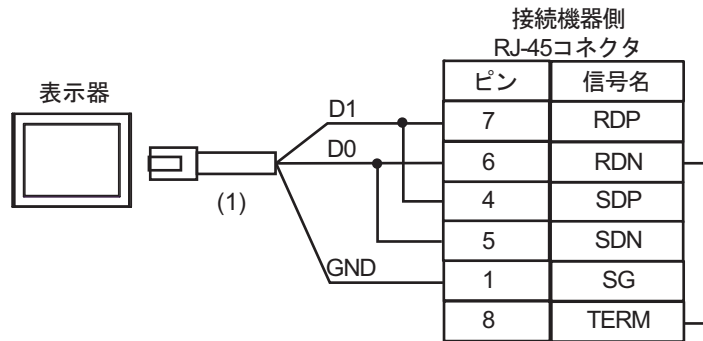 接続機器側
RJ-45コネクタ
表示器
ピン 信号名
D1 7 RDP
D0 6 RDN
(1) 4 SDP
5 SDN
GND 1 SG
8 TERM